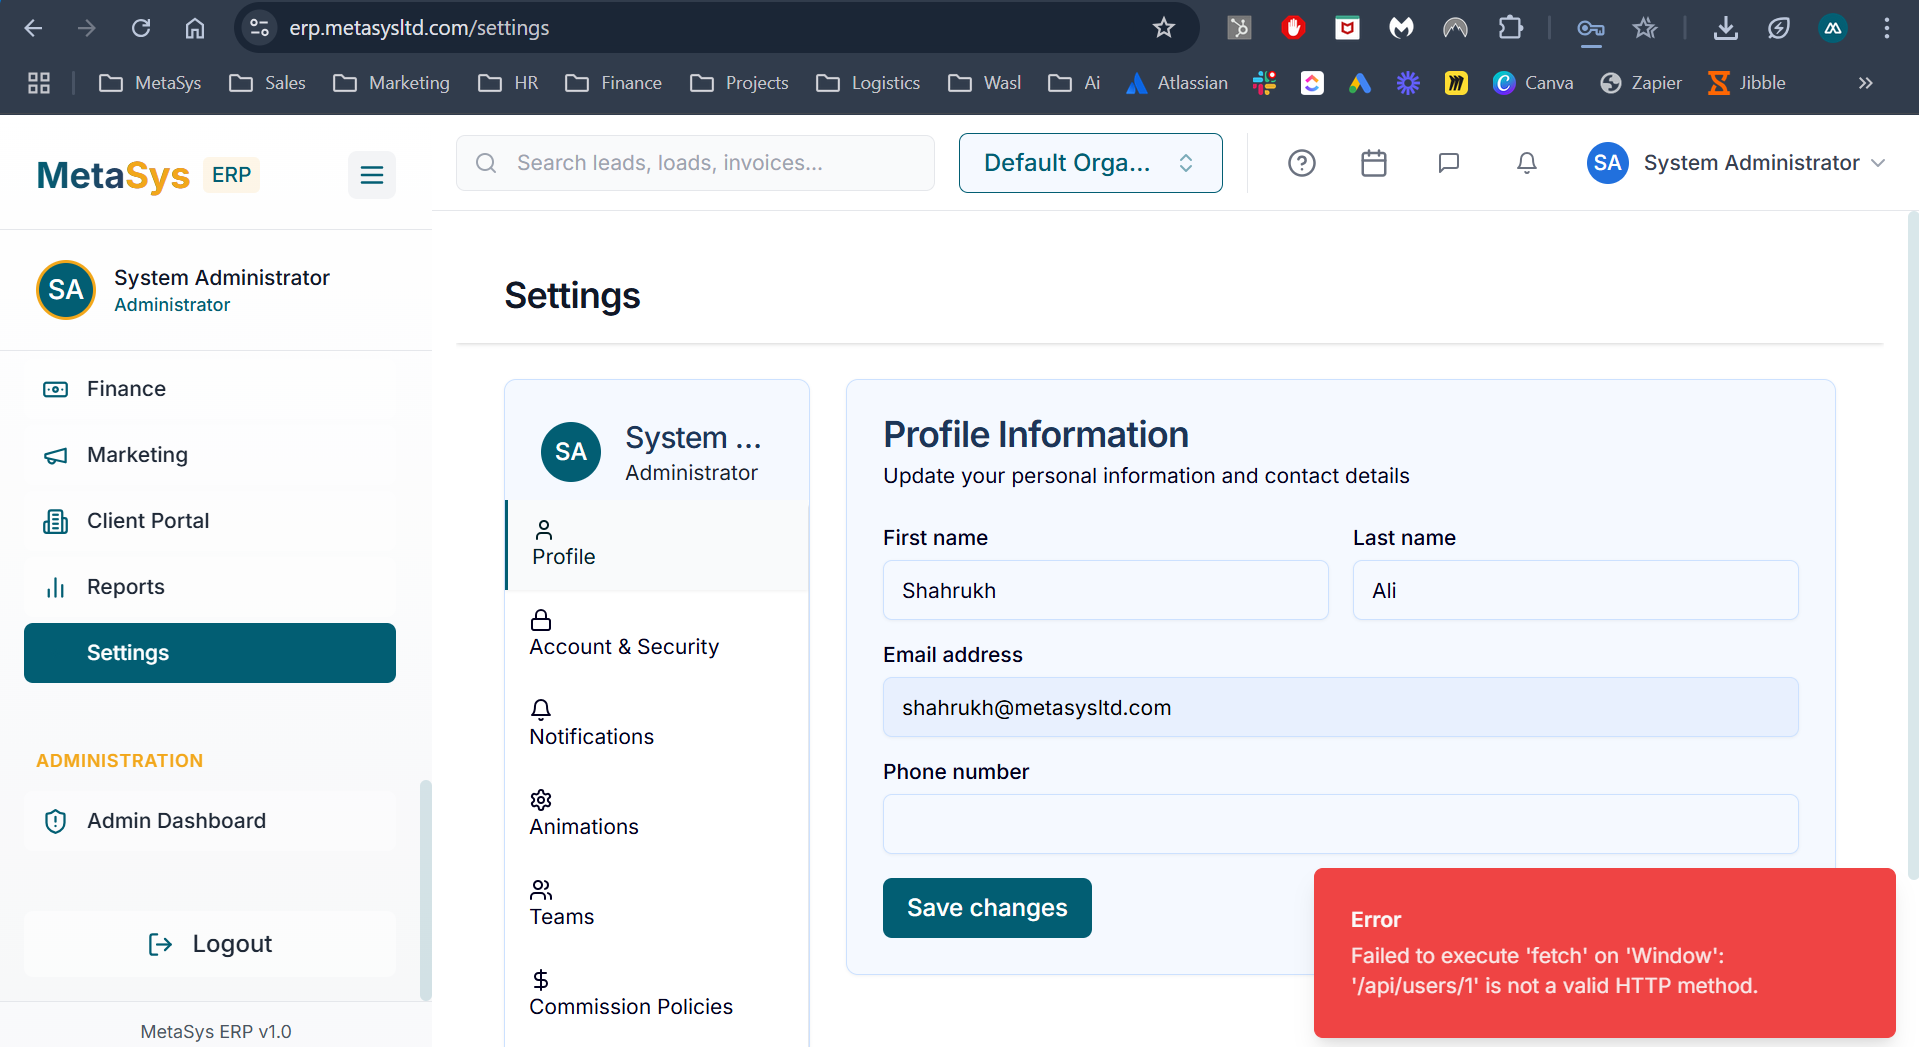 erp.metasysltd.com/settings
MetaSys
Sales
Marketing
HR
Finance
Projects
Logistics
Wasl
Ai
Atlassian
Canva
Zapier
Jibble
MetaSys ERP
Search leads, loads, invoices...
Default Orga...
SA System Administrator
SA
System Administrator
Administrator
Finance
Marketing
Client Portal
Reports
Settings
ADMINISTRATION
Admin Dashboard
Logout
MetaSys ERP v1.0
Settings
SA
System ...
Administrator
Profile
Account & Security
Notifications
Animations
Teams
Commission Policies
Profile Information
Update your personal information and contact details
First name
Last name
Shahrukh
Ali
Email address
shahrukh@metasysltd.com
Phone number
Save changes
Error
Failed to execute 'fetch' on 'Window':
'/api/users/1' is not a valid HTTP method.